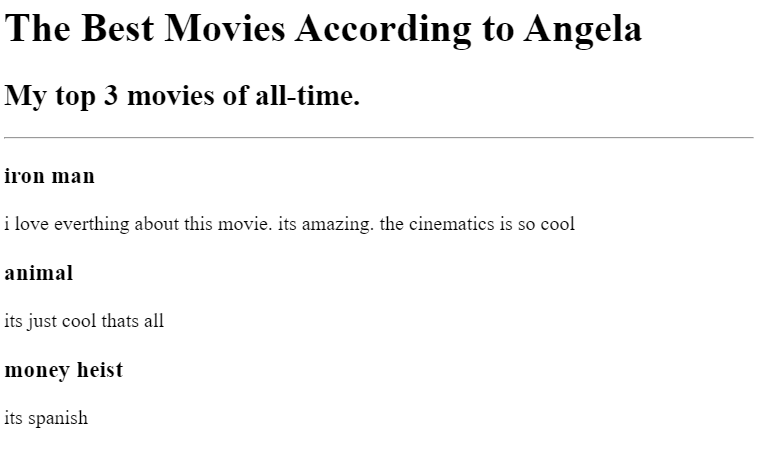 The Best Movies According to Angela
My top 3 movies of all-time.
iron man
i love everthing about this movie. its amazing. the cinematics is so cool
animal
its just cool thats all
money heist
its spanish